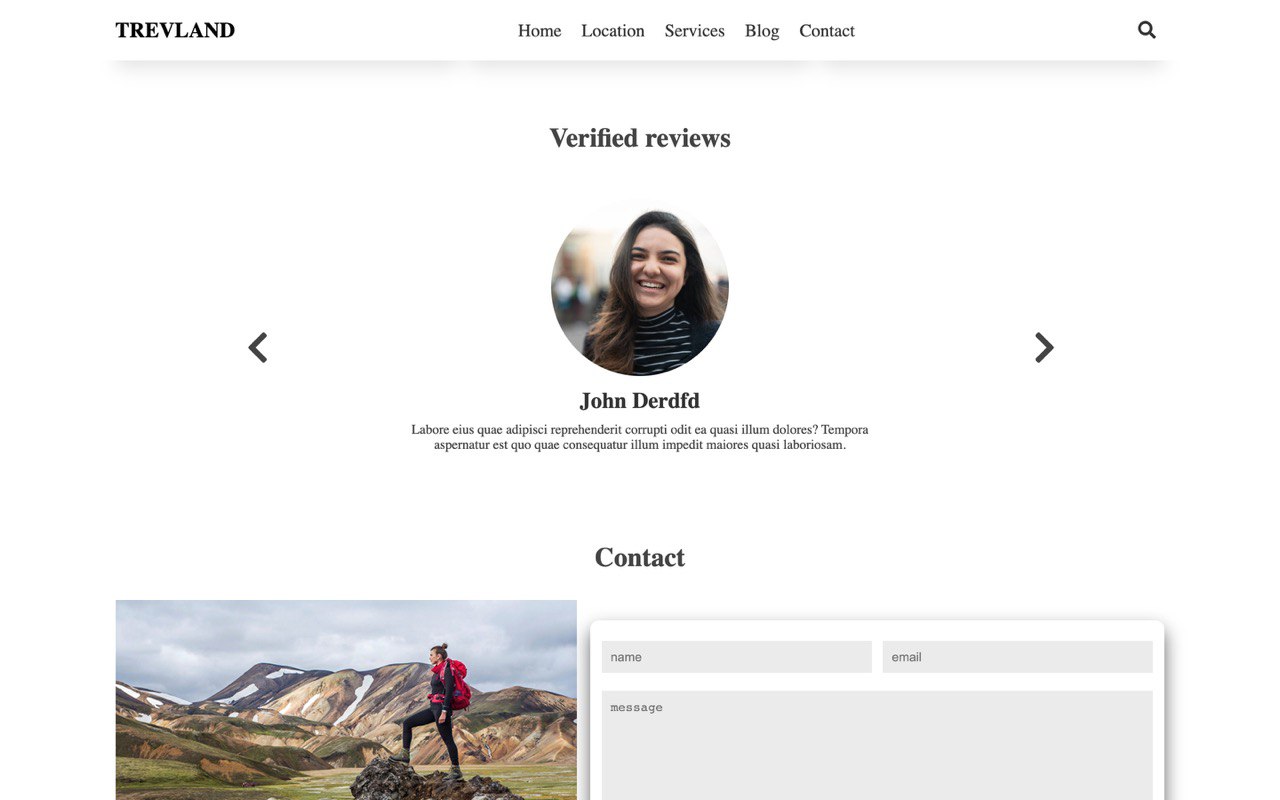 TREVLAND
Home Location Services Blog Contact
Verified reviews
John Derdfd
Labore eius quae adipisci reprehenderit corrupti odit ea quasi illum dolores? Tempora
aspernatur est quo quae consequatur illum impedit maiores quasi laboriosam.
Contact
name
email
message